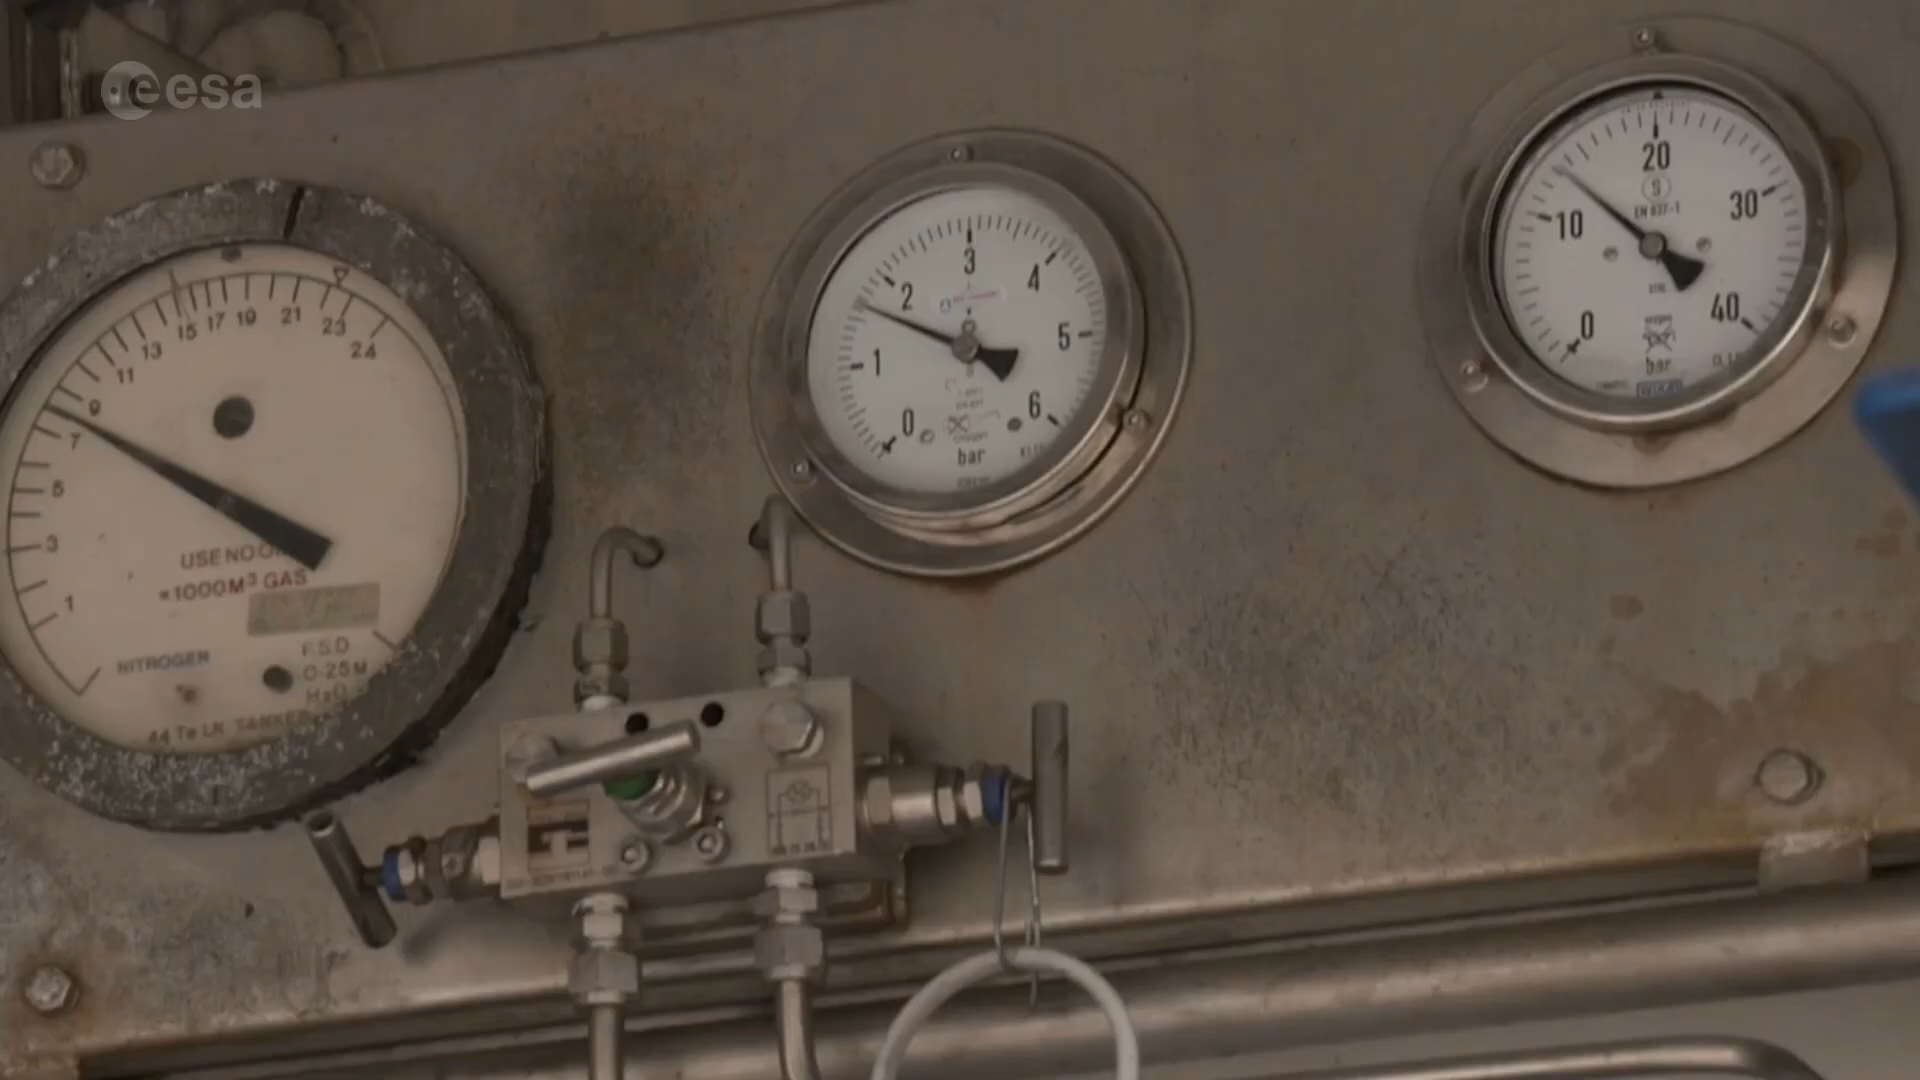 esa
1
3
5
7
9
11
13
15
17
19
21
23
24
USE NO OIL
×1000M³ GAS
NITROGEN
F.S.D
0-25M
H₂O
44 Te LN TANKER
0
1
2
3
4
5
6
bar
0
10
20
30
40
S
EN 837-1
bar